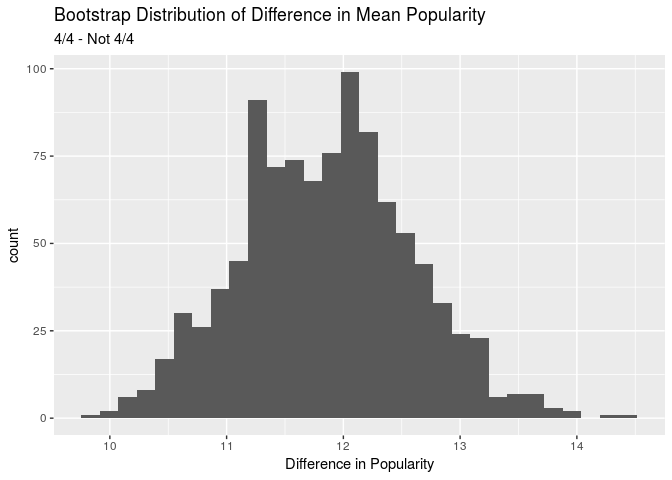 Bootstrap Distribution of Difference in Mean Popularity
4/4 - Not 4/4
100
75
50
25
0
count
10 11 12 13 14
Difference in Popularity